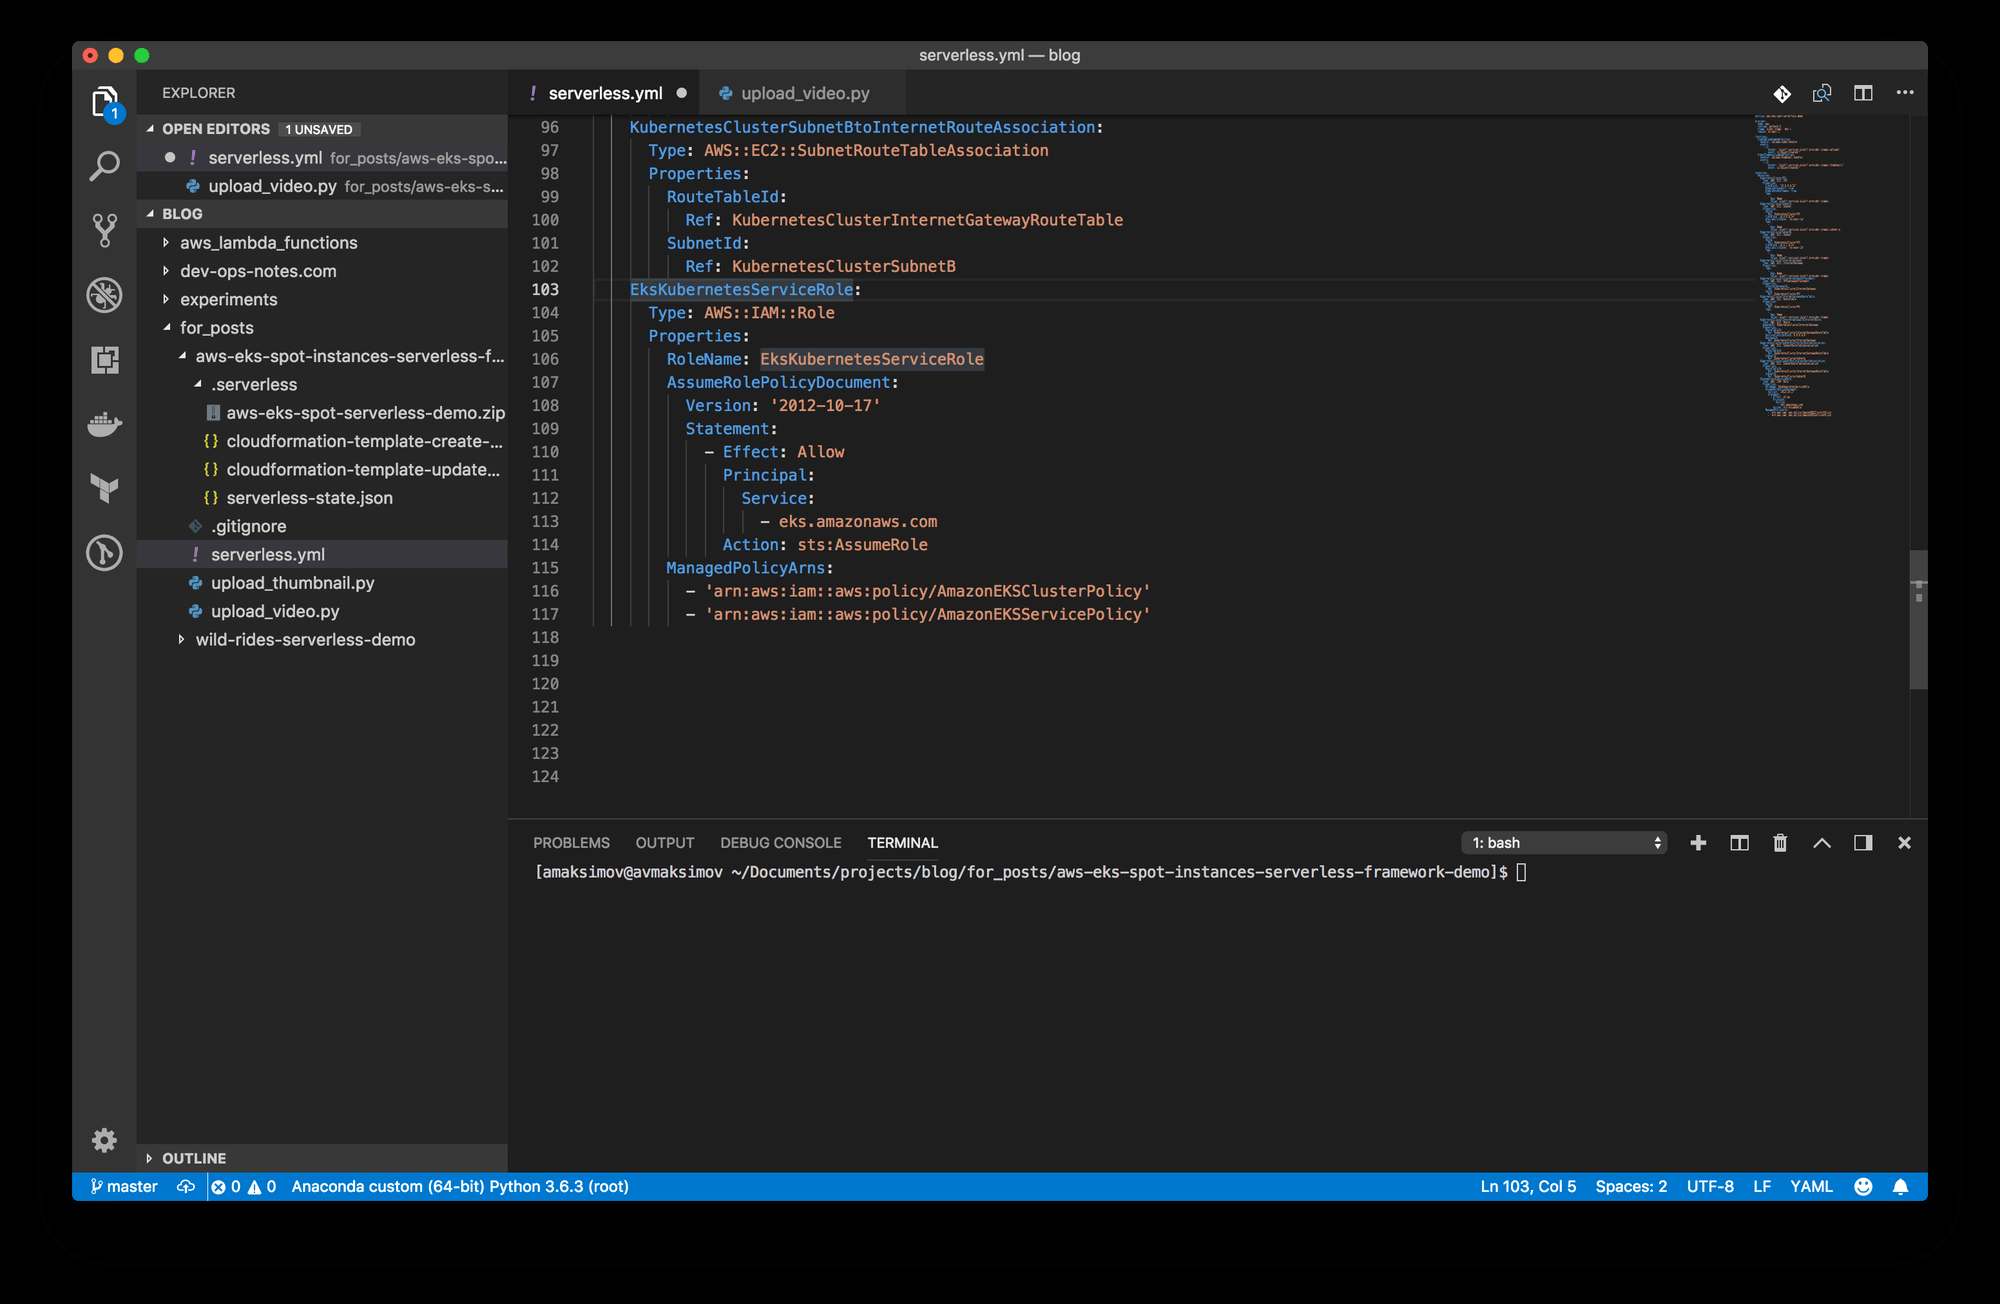 serverless.yml — blog
1
EXPLORER
OPEN EDITORS 1 UNSAVED
serverless.yml for_posts/aws-eks-spo...
upload_video.py for_posts/aws-eks-s...
BLOG
aws_lambda_functions
dev-ops-notes.com
experiments
for_posts
aws-eks-spot-instances-serverless-f...
.serverless
aws-eks-spot-serverless-demo.zip
{} cloudformation-template-create-...
{} cloudformation-template-update...
{} serverless-state.json
.gitignore
! serverless.yml
upload_thumbnail.py
upload_video.py
wild-rides-serverless-demo
OUTLINE
! serverless.yml
upload_video.py
96 KubernetesClusterSubnetBtoInternetRouteAssociation:
97 Type: AWS::EC2::SubnetRouteTableAssociation
98 Properties:
99 RouteTableId:
100 Ref: KubernetesClusterInternetGatewayRouteTable
101 SubnetId:
102 Ref: KubernetesClusterSubnetB
103 EksKubernetesServiceRole:
104 Type: AWS::IAM::Role
105 Properties:
106 RoleName: EksKubernetesServiceRole
107 AssumeRolePolicyDocument:
108 Version: '2012-10-17'
109 Statement:
110 - Effect: Allow
111 Principal:
112 Service:
113 - eks.amazonaws.com
114 Action: sts:AssumeRole
115 ManagedPolicyArns:
116 - 'arn:aws:iam::aws:policy/AmazonEKSClusterPolicy'
117 - 'arn:aws:iam::aws:policy/AmazonEKSServicePolicy'
118
119
120
121
122
123
124
PROBLEMS OUTPUT DEBUG CONSOLE TERMINAL 1: bash
[amaksimov@avmaksimov ~/Documents/projects/blog/for_posts/aws-eks-spot-instances-serverless-framework-demo]$
master 0 0 Anaconda custom (64-bit) Python 3.6.3 (root) Ln 103, Col 5 Spaces: 2 UTF-8 LF YAML